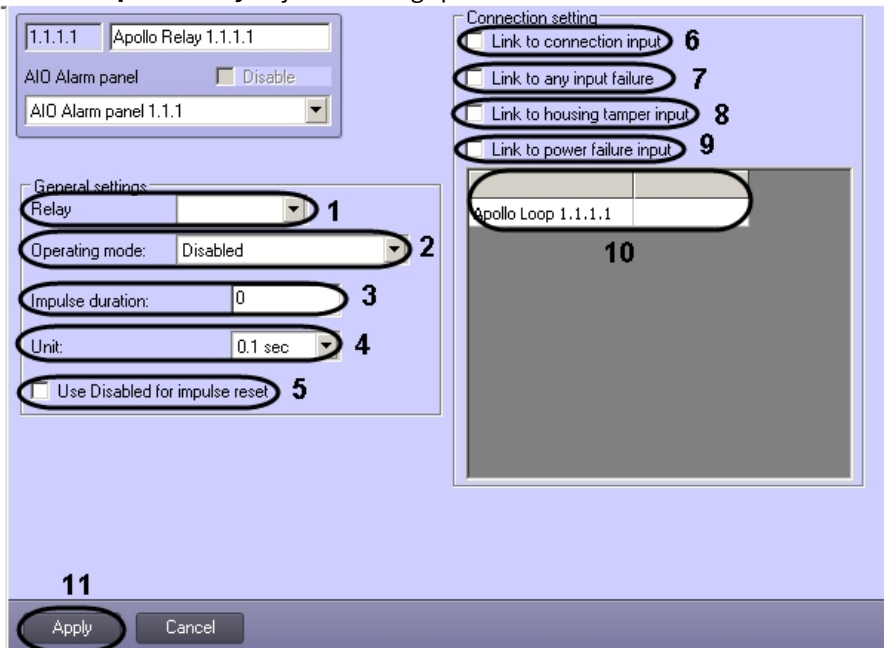 1.1.1.1 Apollo Relay 1.1.1.1
AIO Alarm panel Disable
AIO Alarm panel 1.1.1
General settings
Relay 1
Operating mode: Disabled 2
Impulse duration: 0 3
Unit: 0.1 sec 4
Use Disabled for impulse reset 5
Connection setting
Link to connection input 6
Link to any input failure 7
Link to housing tamper input 8
Link to power failure input 9
Apollo Loop 1.1.1.1
10
11
Apply Cancel